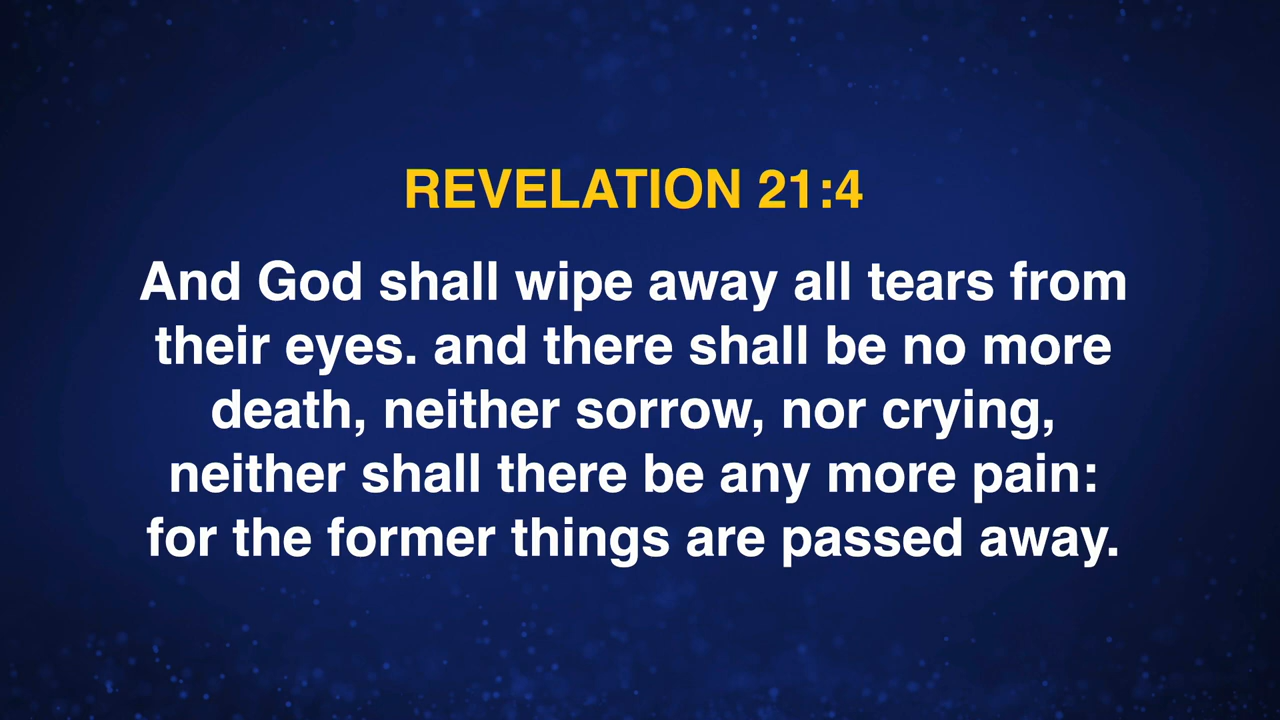 REVELATION 21:4
And God shall wipe away all tears from
their eyes. and there shall be no more
death, neither sorrow, nor crying,
neither shall there be any more pain:
for the former things are passed away.